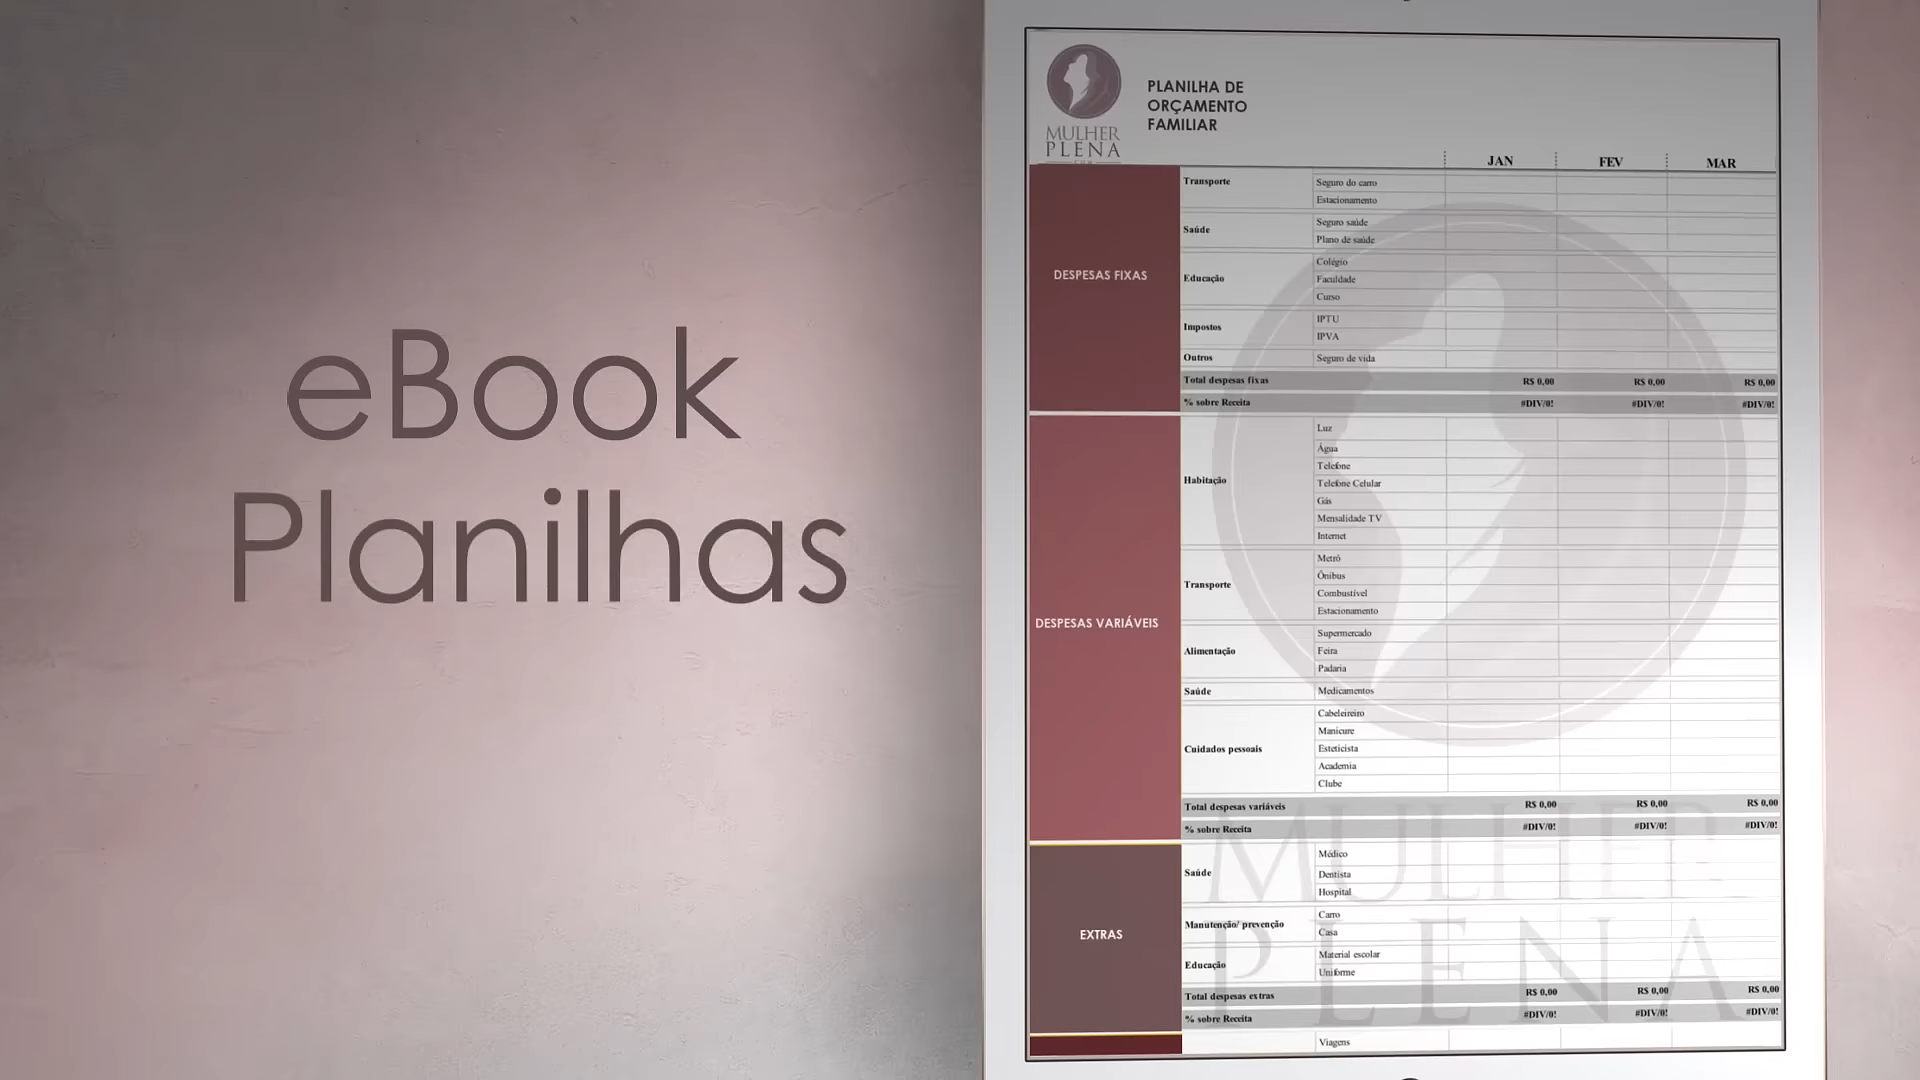 eBook
Planilhas
MULHER
PLENA
PLANILHA DE
ORÇAMENTO
FAMILIAR
JAN FEV MAR
DESPESAS FIXAS
Transporte
Seguro do carro
Estacionamento
Saúde
Seguro saúde
Plano de saúde
Educação
Colégio
Faculdade
Curso
Impostos
IPTU
IPVA
Outros
Seguro de vida
Total despesas fixas R$ 0,00 R$ 0,00 R$ 0,00
% sobre Receita #DIV/0! #DIV/0! #DIV/0!
DESPESAS VARIÁVEIS
Habitação
Luz
Água
Telefone
Telefone Celular
Gás
Mensalidade TV
Internet
Transporte
Metrô
Ônibus
Combustível
Estacionamento
Alimentação
Supermercado
Feira
Padaria
Saúde
Medicamentos
Cuidados pessoais
Cabeleireiro
Manicure
Esteticista
Academia
Clube
Total despesas variáveis R$ 0,00 R$ 0,00 R$ 0,00
% sobre Receita #DIV/0! #DIV/0! #DIV/0!
EXTRAS
Saúde
Médico
Dentista
Hospital
Manutenção/ prevenção
Carro
Casa
Educação
Material escolar
Uniforme
Total despesas extras R$ 0,00 R$ 0,00 R$ 0,00
% sobre Receita #DIV/0! #DIV/0! #DIV/0!
Viagens
MULHER
PLENA